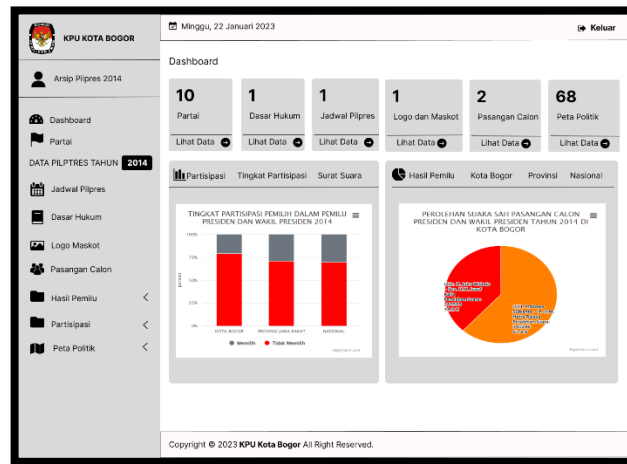 KPU KOTA BOGOR
Minggu, 22 Januari 2023
Keluar
Arsip Pilpres 2014
Dashboard
Partai
DATA PILPTRES TAHUN 2014
Jadwal Pilpres
Dasar Hukum
Logo Maskot
Pasangan Calon
Hasil Pemilu
Partisipasi
Peta Politik
Dashboard
10
Partai
Lihat Data
1
Dasar Hukum
Lihat Data
1
Jadwal Pilpres
Lihat Data
1
Logo dan Maskot
Lihat Data
2
Pasangan Calon
Lihat Data
68
Peta Politik
Lihat Data
Partisipasi Tingkat Partisipasi Surat Suara
TINGKAT PARTISIPASI PEMILIH DALAM PEMILU
PRESIDEN DAN WAKIL PRESIDEN 2014
100%
75%
50%
25%
0%
persen
KOTA BOGOR PROVINSI JAWA BARAT NASIONAL
Memilih Tidak Memilih
Hasil Pemilu Kota Bogor Provinsi Nasional
PEROLEHAN SUARA SAH PASANGAN CALON
PRESIDEN DAN WAKIL PRESIDEN TAHUN 2014 DI
KOTA BOGOR
Copyright © 2023 KPU Kota Bogor All Right Reserved.